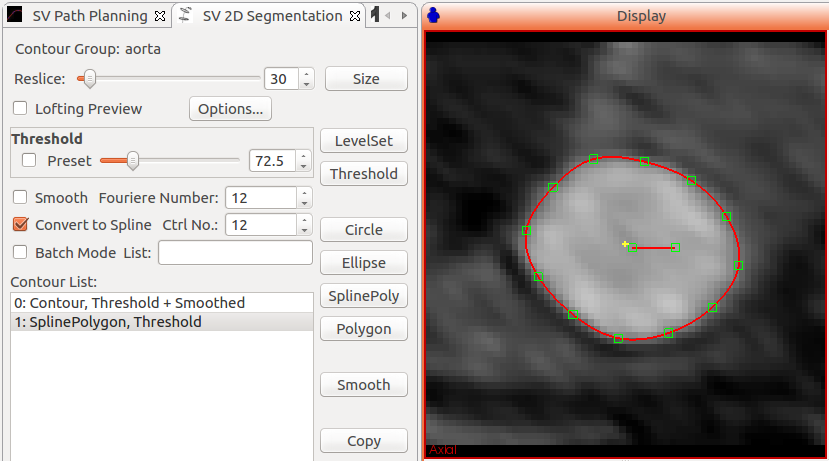 SV Path Planning
SV 2D Segmentation
Display
Contour Group: aorta
Reslice: 30 Size
Lofting Preview Options...
Threshold
Preset 72.5
LevelSet
Threshold
Smooth Fouriere Number: 12
Convert to Spline Ctrl No.: 12
Circle
Batch Mode List:
Ellipse
Contour List:
SplinePoly
0: Contour, Threshold + Smoothed
1: SplinePolygon, Threshold
Polygon
Smooth
Copy
Axial